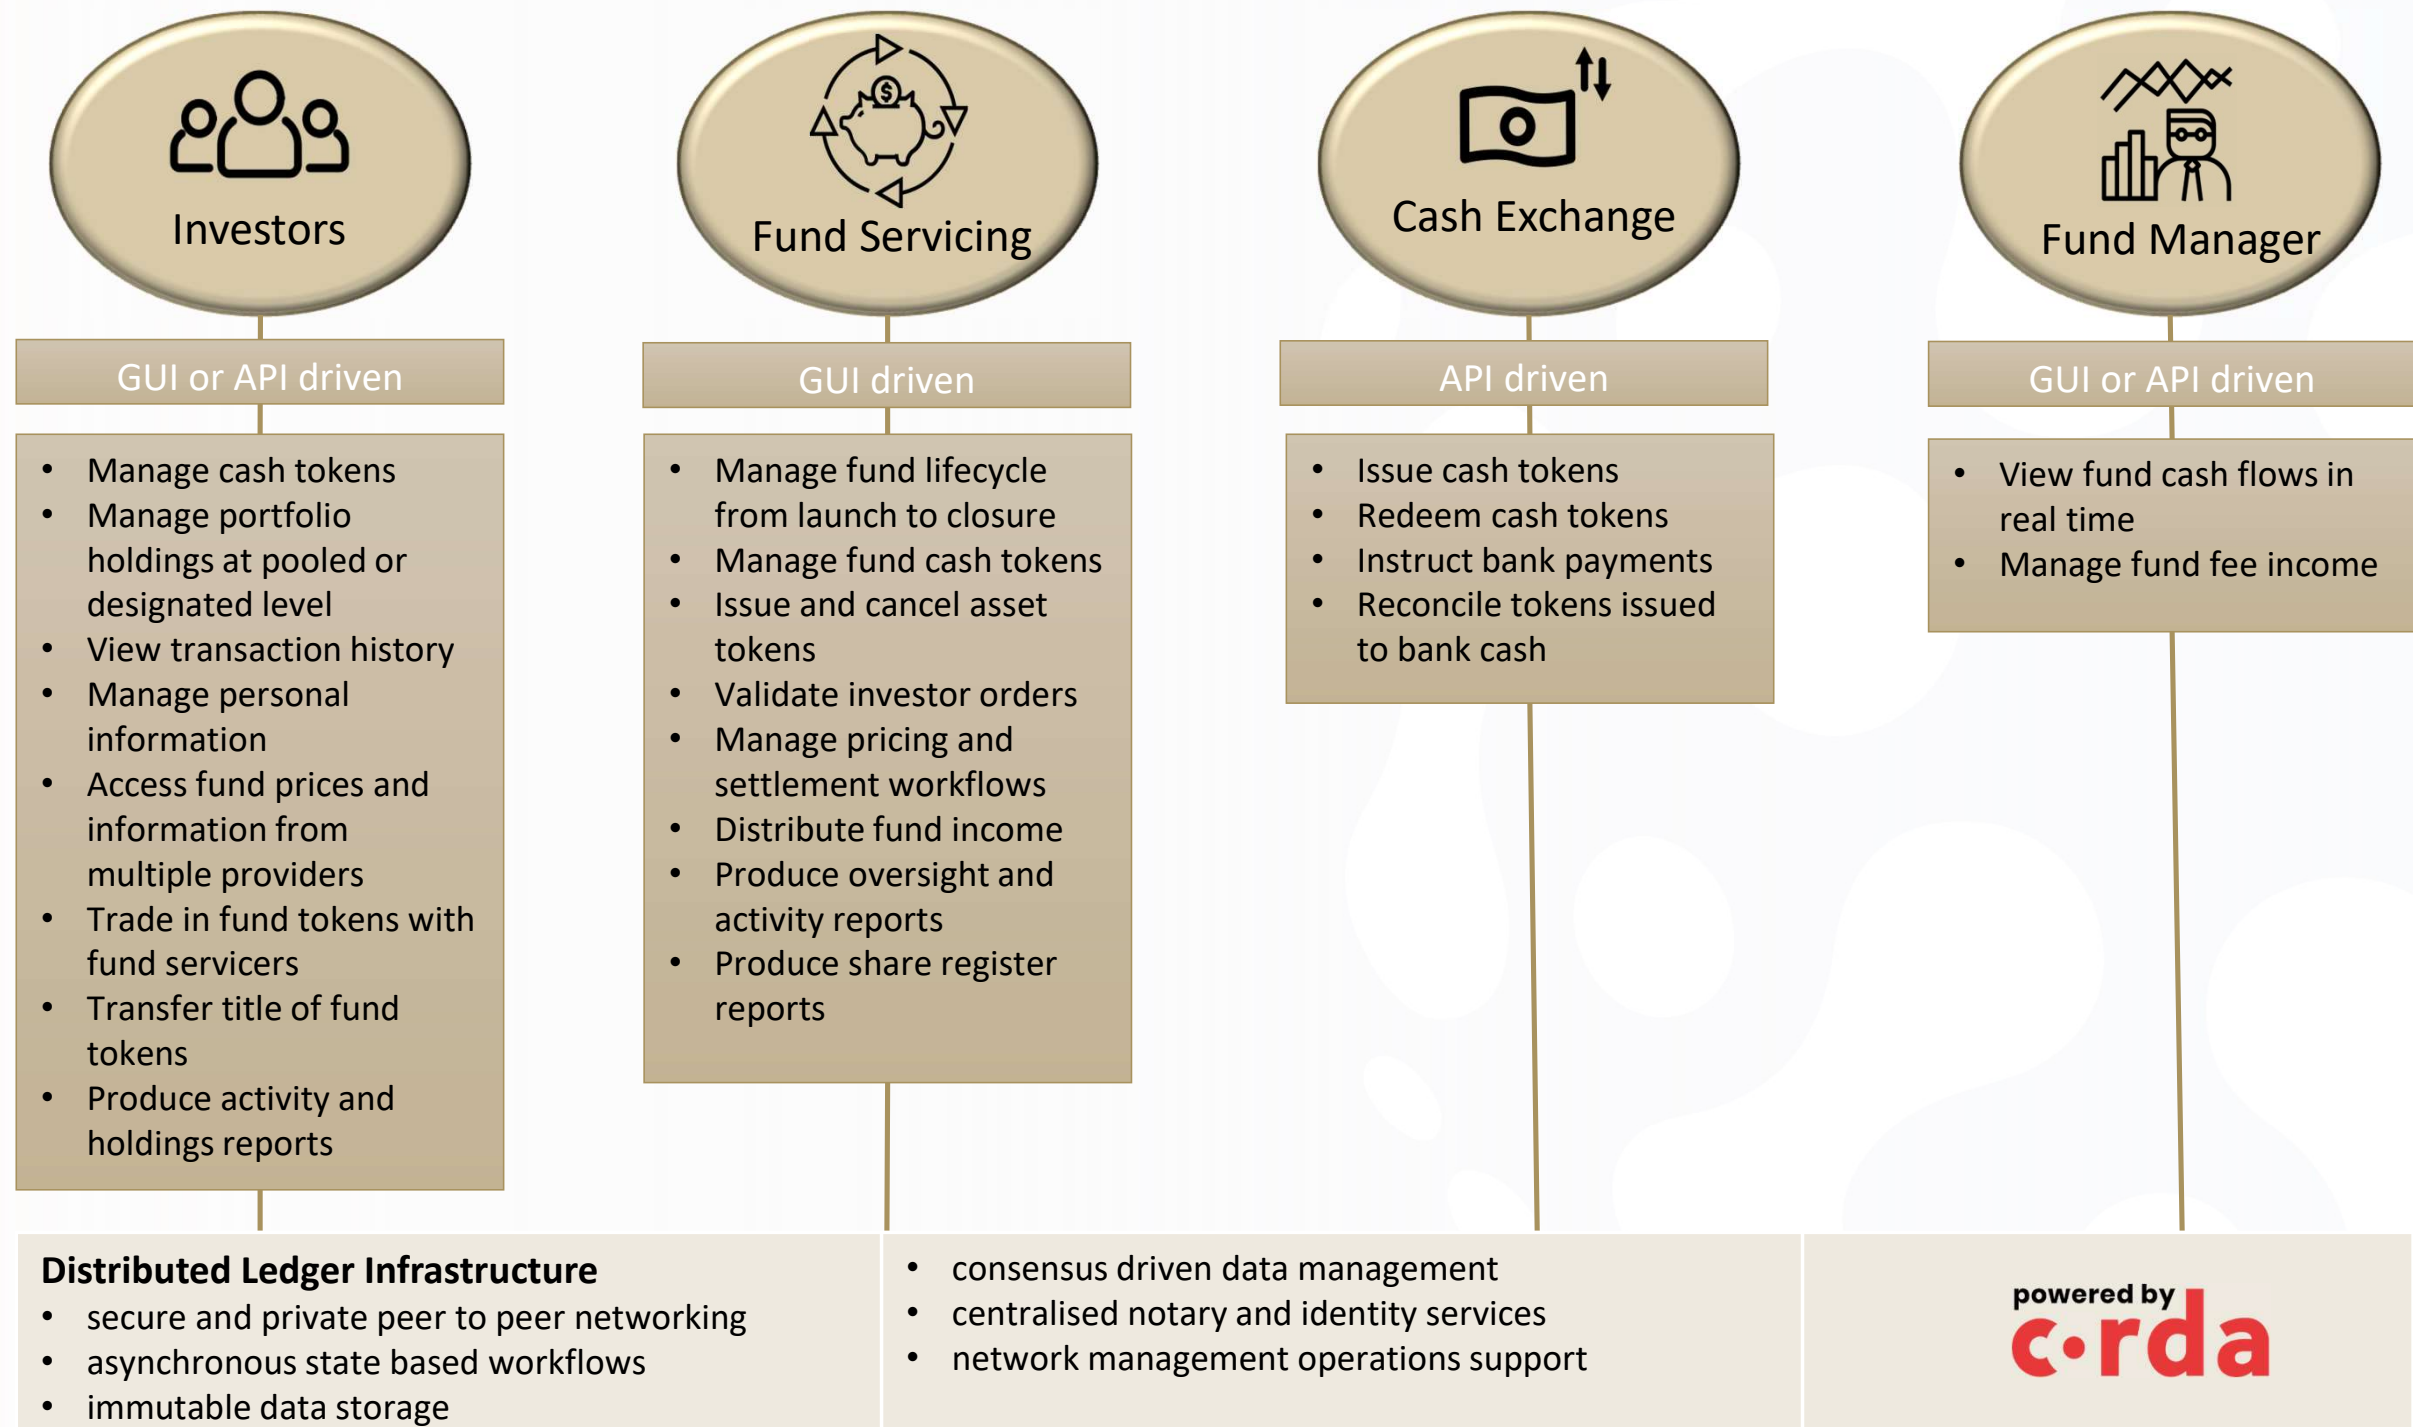 Investors
GUI or API driven
• Manage cash tokens
• Manage portfolio
holdings at pooled or
designated level
• View transaction history
• Manage personal
information
• Access fund prices and
information from
multiple providers
• Trade in fund tokens with
fund servicers
• Transfer title of fund
tokens
• Produce activity and
holdings reports
$
Fund Servicing
GUI driven
• Manage fund lifecycle
from launch to closure
• Manage fund cash tokens
• Issue and cancel asset
tokens
• Validate investor orders
• Manage pricing and
settlement workflows
• Distribute fund income
• Produce oversight and
activity reports
• Produce share register
reports
Cash Exchange
API driven
• Issue cash tokens
• Redeem cash tokens
• Instruct bank payments
• Reconcile tokens issued
to bank cash
Fund Manager
GUI or API driven
• View fund cash flows in
real time
• Manage fund fee income
Distributed Ledger Infrastructure
• secure and private peer to peer networking
• asynchronous state based workflows
• immutable data storage
• consensus driven data management
• centralised notary and identity services
• network management operations support
powered by
c•rda